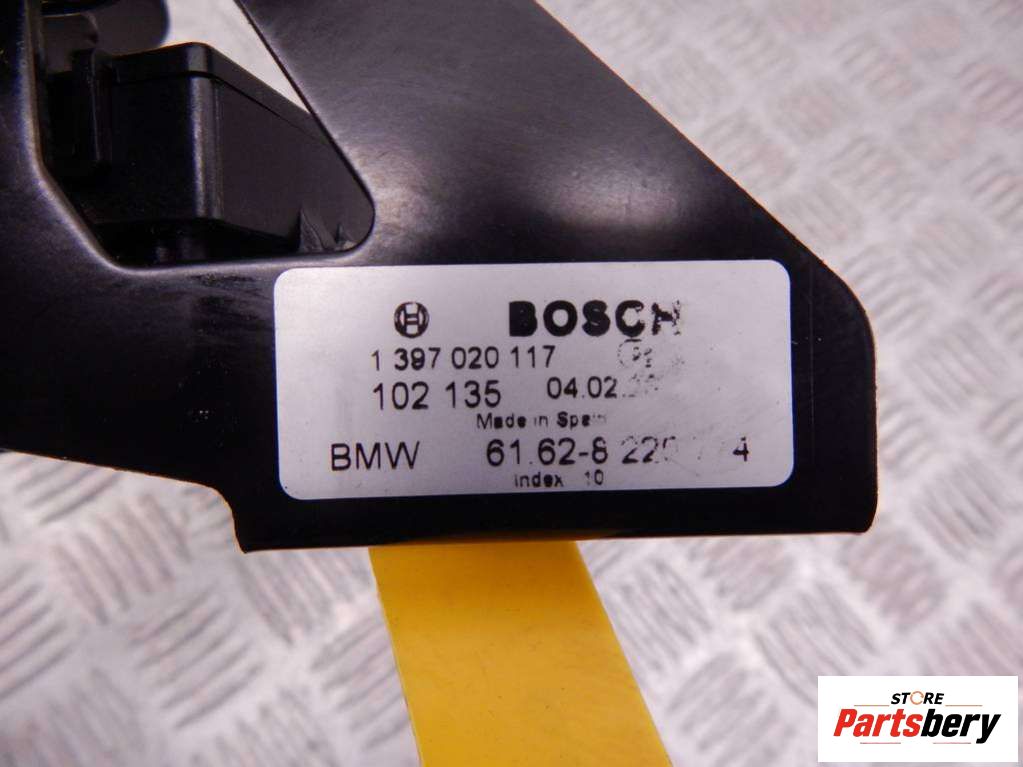 BOSCH
1 397 020 117
102 135 04.02.
Made in Spain
BMW 61.62-8
index 10
STORE
Partsbery